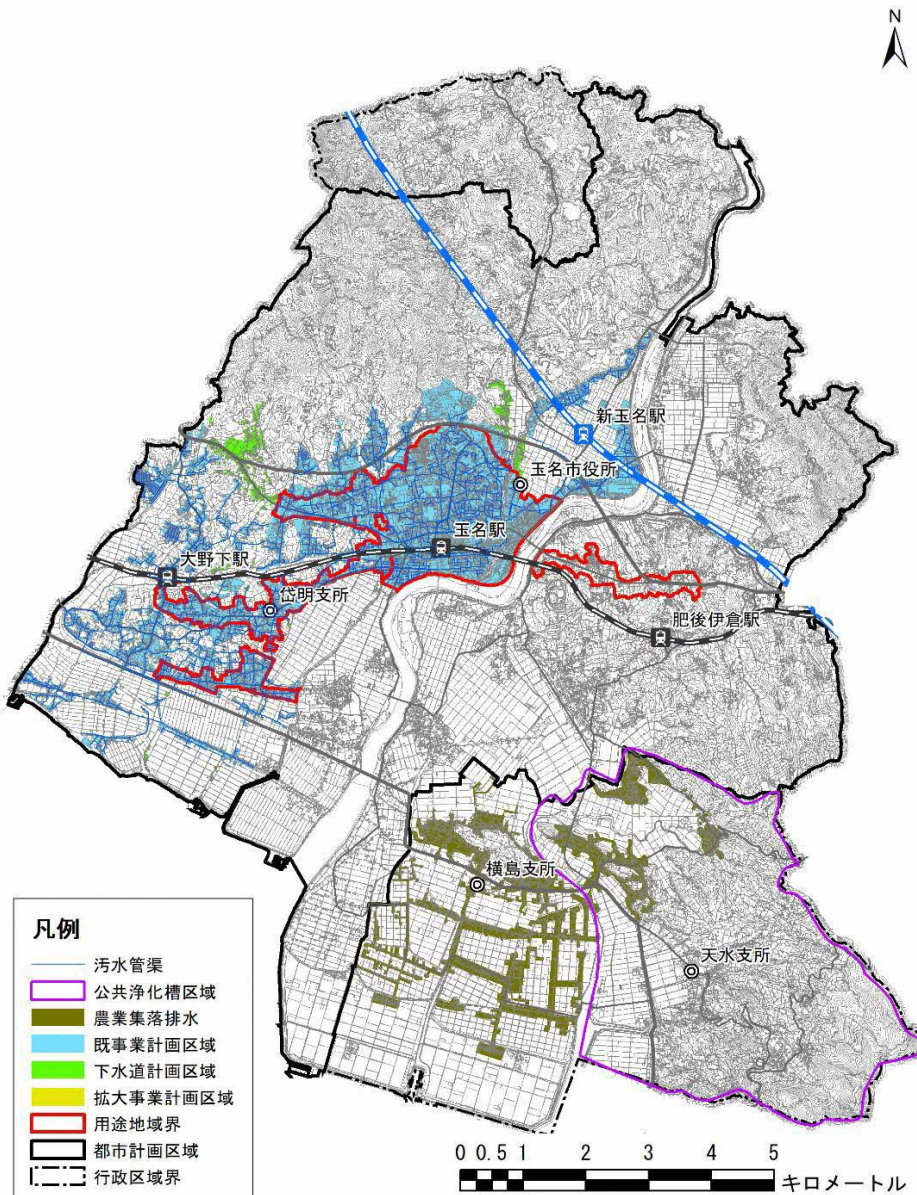 N
新玉名駅
玉名市役所
玉名駅
大野下駅
岱明支所
肥後伊倉駅
横島支所
天水支所
凡例
汚水管渠
公共浄化槽区域
農業集落排水
既事業計画区域
下水道計画区域
拡大事業計画区域
用途地域界
都市計画区域
行政区域界
0 0.5 1 2 3 4 5
キロメートル